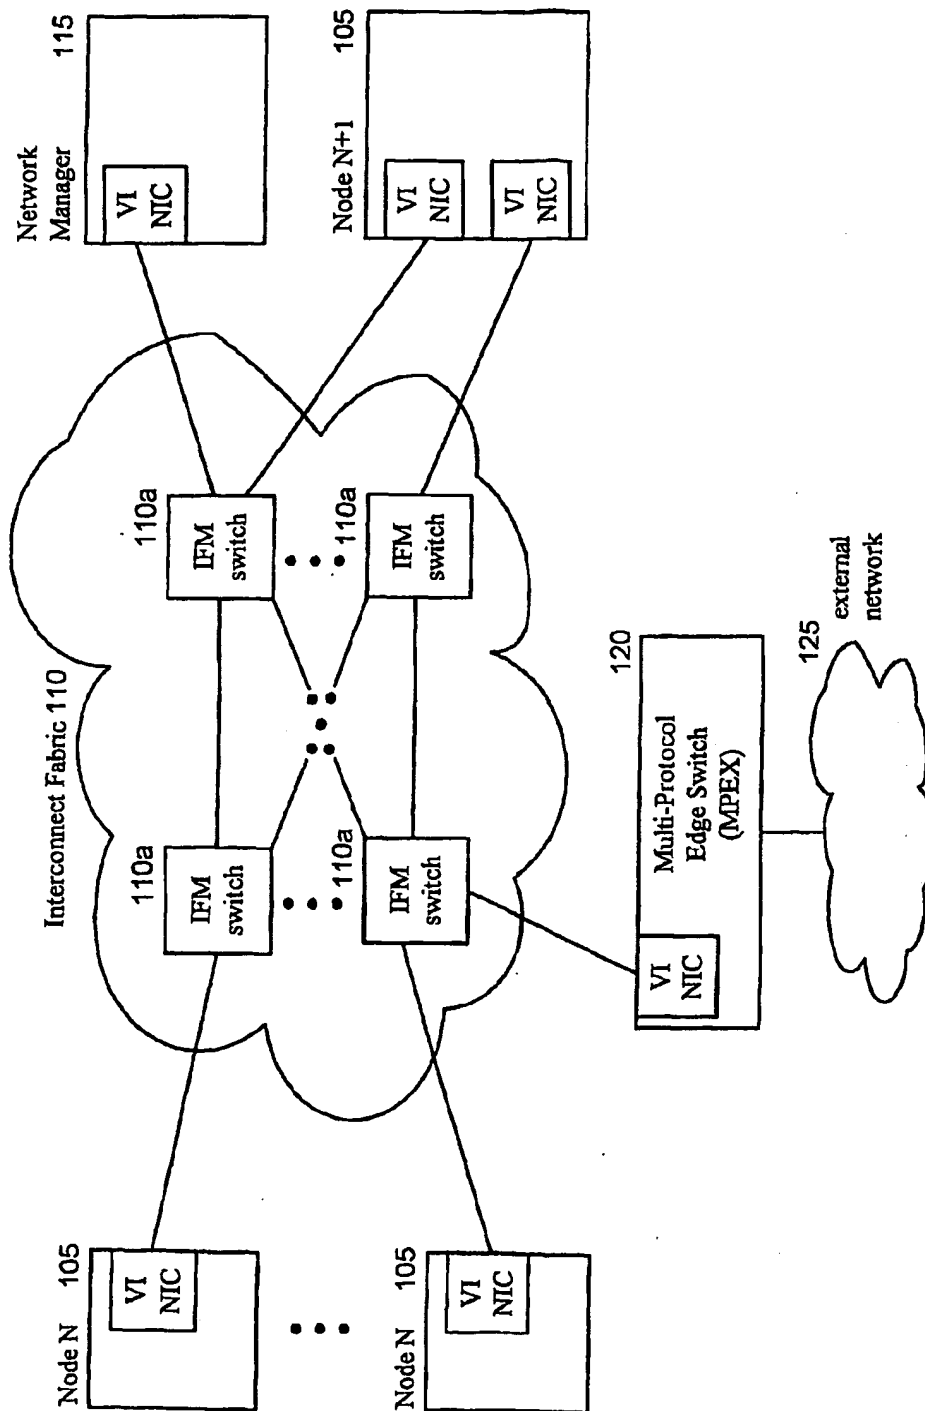 Network
Manager
115
VI
NIC
Node N+1
105
VI
NIC
VI
NIC
Interconnect Fabric 110
110a
IFM
switch
110a
IFM
switch
110a
IFM
switch
110a
IFM
switch
Node N
105
VI
NIC
Node N
105
VI
NIC
120
Multi-Protocol
Edge Switch
(MPEX)
VI
NIC
125
external
network